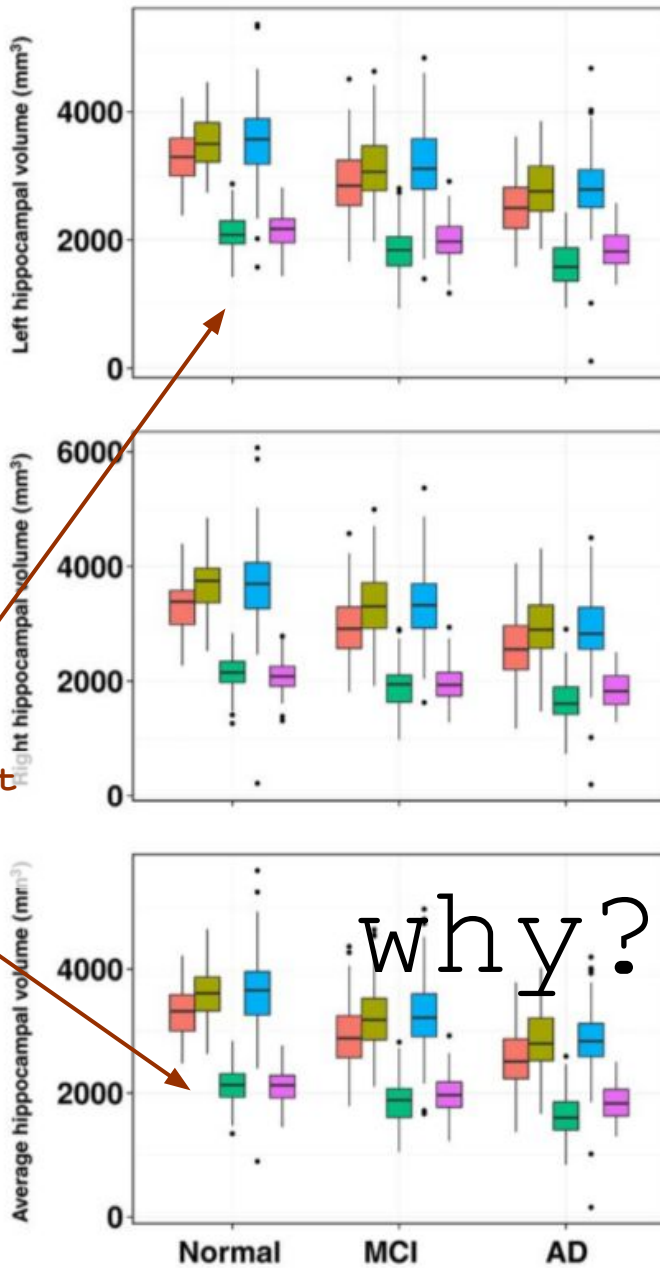 Left hippocampal volume (mm³)
4000
2000
0
Right hippocampal volume (mm³)
6000
4000
2000
0
t
Average hippocampal volume (mm³)
why?
4000
2000
0
Normal MCI AD